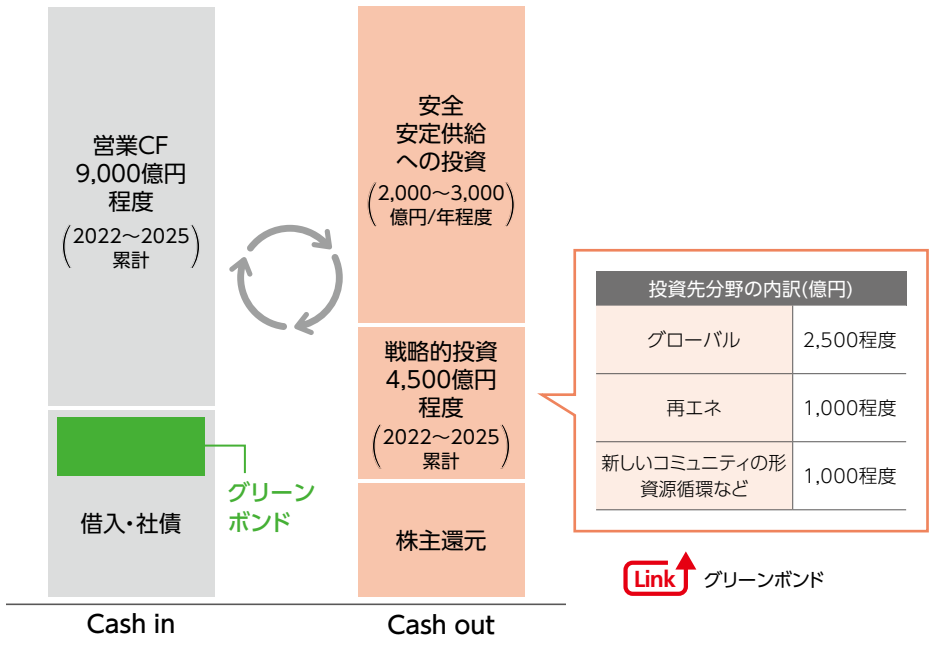 営業CF
9,000億円
程度
(2022～2025
累計)
借入・社債
グリーン
ボンド
Cash in
安全
安定供給
への投資
(2,000～3,000
億円/年程度)
戦略的投資
4,500億円
程度
(2022～2025
累計)
株主還元
Cash out
投資先分野の内訳(億円)
グローバル 2,500程度
再エネ 1,000程度
新しいコミュニティの形
資源循環など 1,000程度
Link グリーンボンド